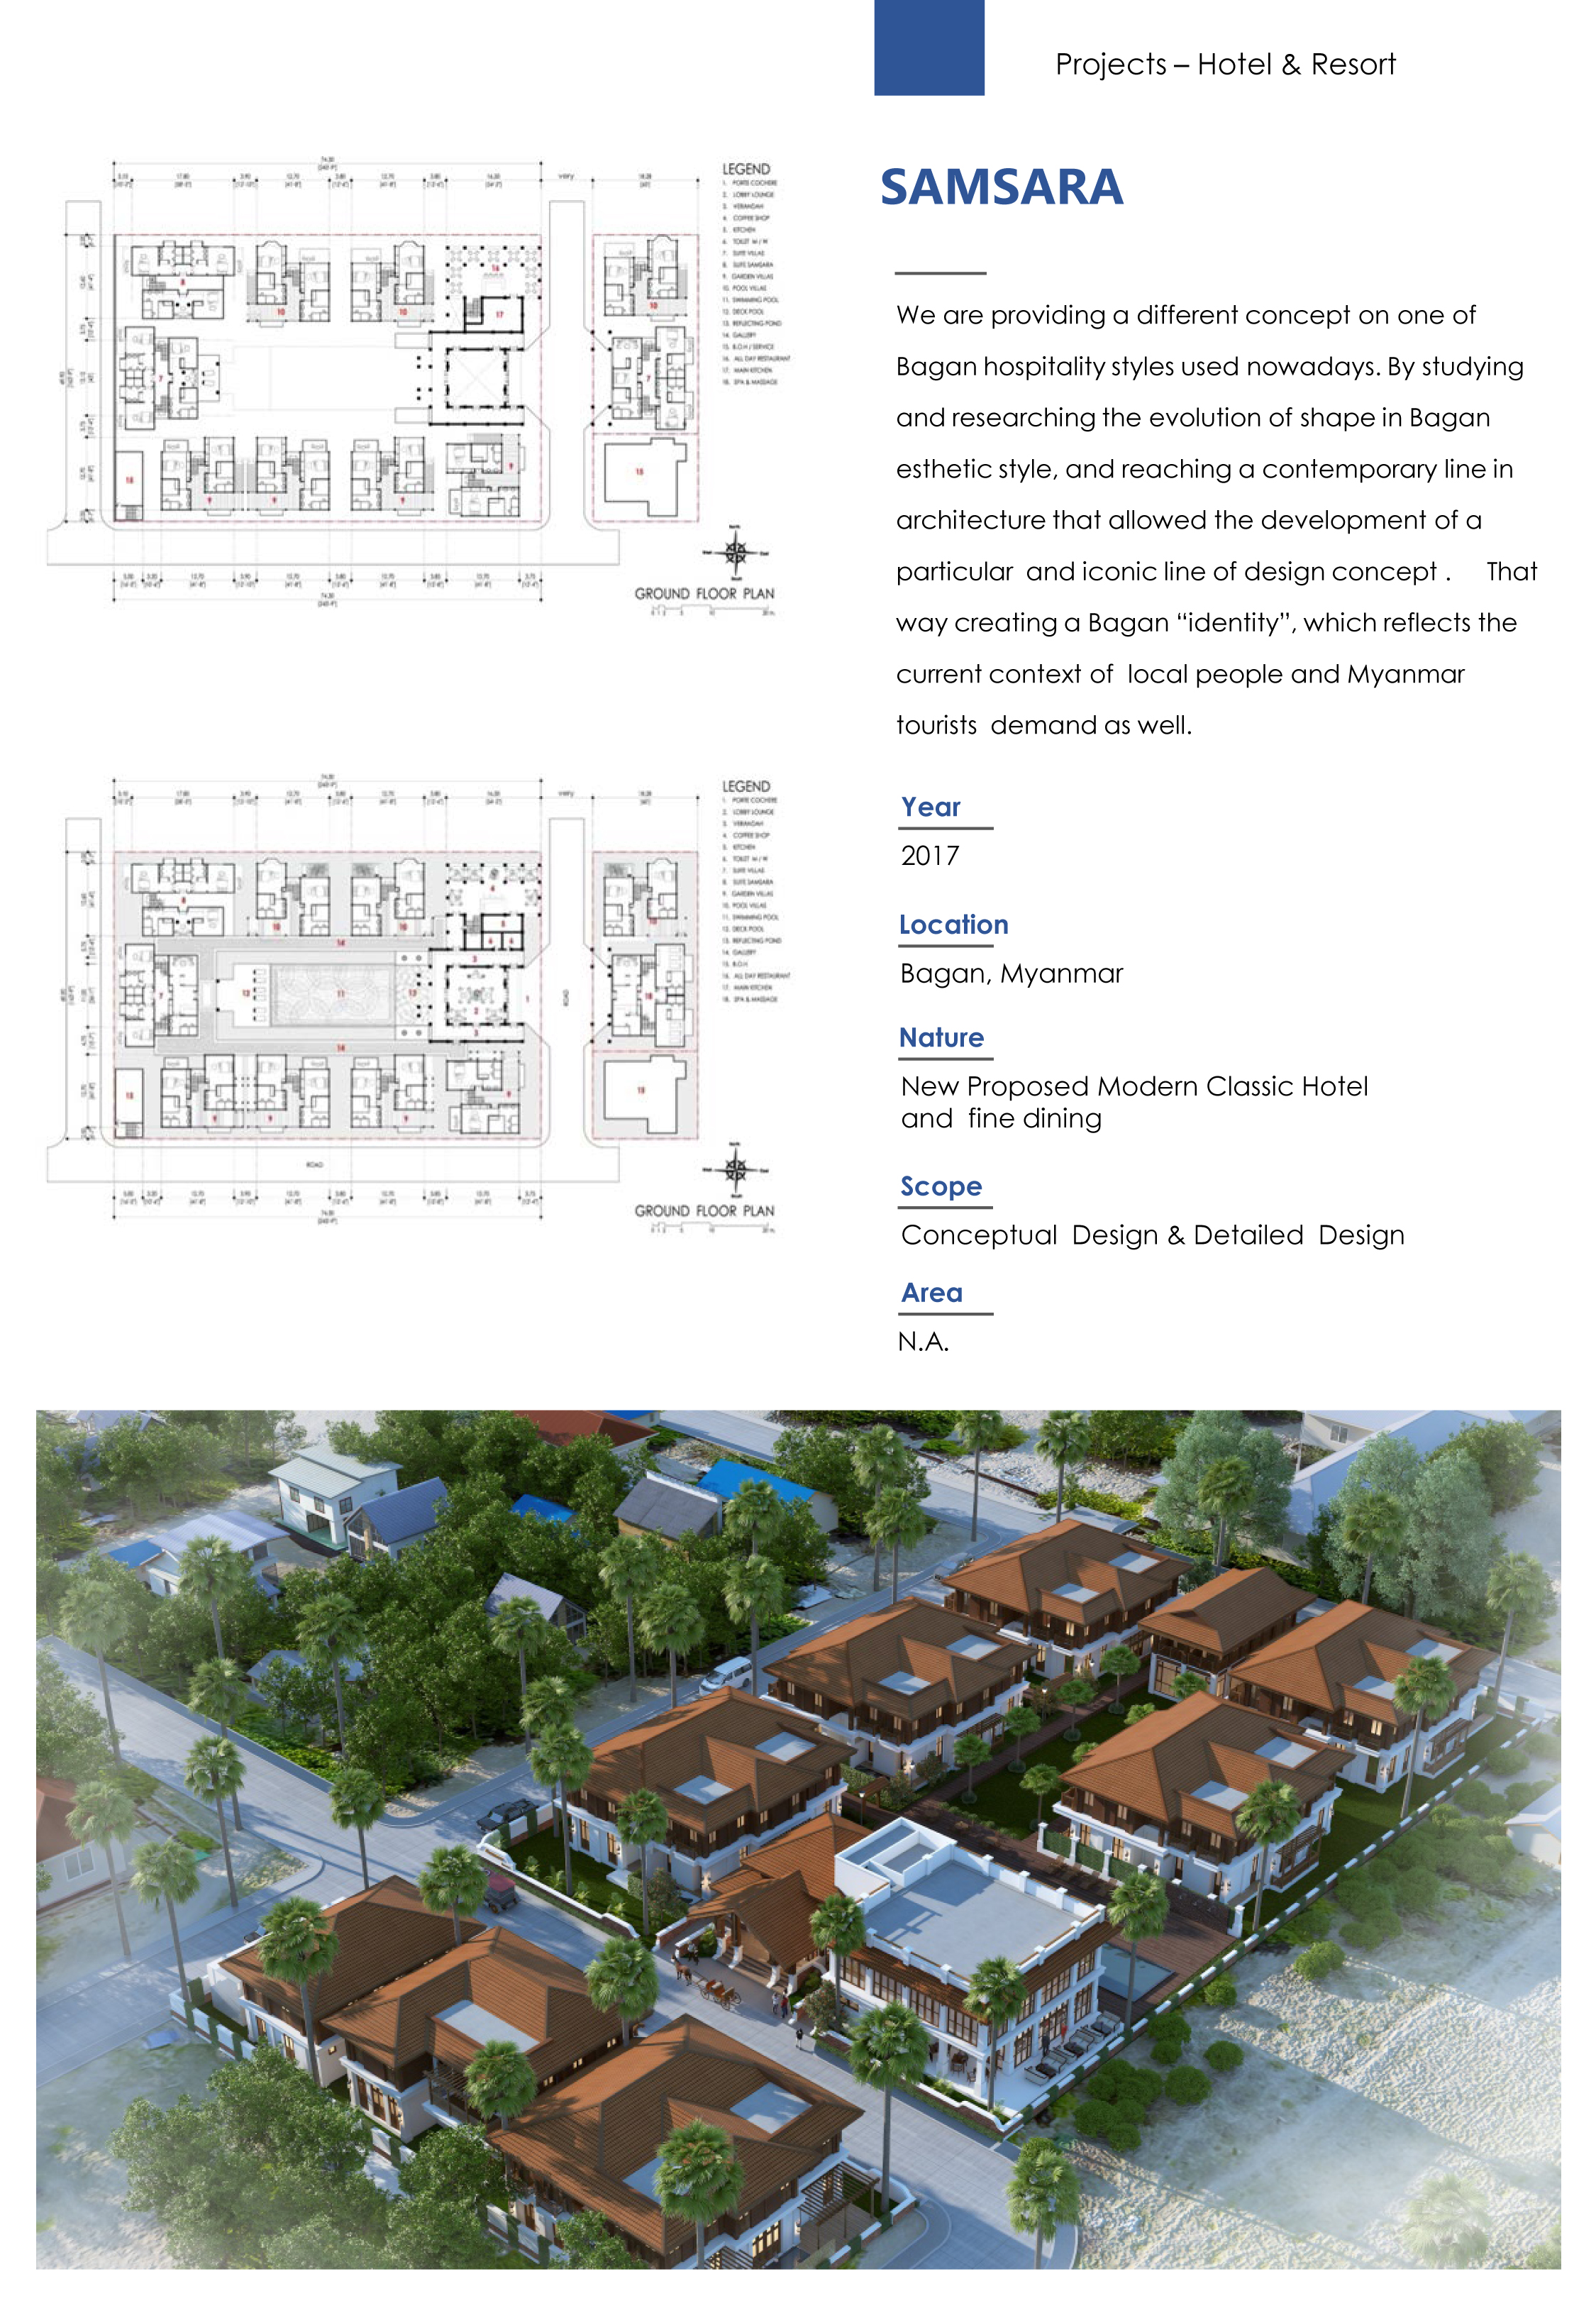 Projects – Hotel & Resort
SAMSARA
We are providing a different concept on one of
Bagan hospitality styles used nowadays. By studying
and researching the evolution of shape in Bagan
esthetic style, and reaching a contemporary line in
architecture that allowed the development of a
particular  and iconic line of design concept .     That
way creating a Bagan “identity”, which reflects the
current context of  local people and Myanmar
tourists  demand as well.
Year
2017
Location
Bagan, Myanmar
Nature
New Proposed Modern Classic Hotel
and  fine dining
Scope
Conceptual  Design & Detailed  Design
Area
N.A.
LEGEND
1. PORTE COCHERE
2. LOBBY LOUNGE
3. VERANDAH
4. COFFEE SHOP
5. KITCHEN
6. TOILET M / W
7. SUITE VILLAS
8. SUITE SAMSARA
9. GARDEN VILLAS
10. POOL VILLAS
11. SWIMMING POOL
12. DECK POOL
13. REFLECTING POND
14. GALLERY
15. B.O.H / SERVICE
16. ALL DAY RESTAURANT
17. MAIN KITCHEN
18. SPA & MASSAGE
GROUND FLOOR PLAN
LEGEND
1. PORTE COCHERE
2. LOBBY LOUNGE
3. VERANDAH
4. COFFEE SHOP
5. KITCHEN
6. TOILET M / W
7. SUITE VILLAS
8. SUITE SAMSARA
9. GARDEN VILLAS
10. POOL VILLAS
11. SWIMMING POOL
12. DECK POOL
13. REFLECTING POND
14. GALLERY
15. B.O.H
16. ALL DAY RESTAURANT
17. MAIN KITCHEN
18. SPA & MASSAGE
ROAD
ROAD
GROUND FLOOR PLAN